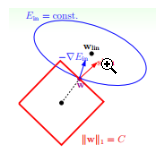 E_in = const.
w_lin
−∇E_in
w
‖w‖₁ = C